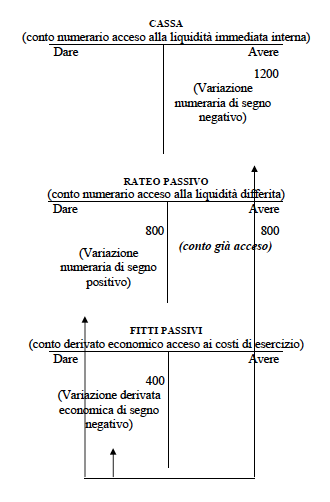 CASSA
(conto numerario acceso alla liquidità immediata interna)
Dare Avere
1200
(Variazione
numeraria di segno
negativo)
RATEO PASSIVO
(conto numerario acceso alla liquidità differita)
Dare Avere
800 800
(conto già acceso)
(Variazione
numeraria di segno
positivo)
FITTI PASSIVI
(conto derivato economico acceso ai costi di esercizio)
Dare Avere
400
(Variazione derivata
economica di segno
negativo)